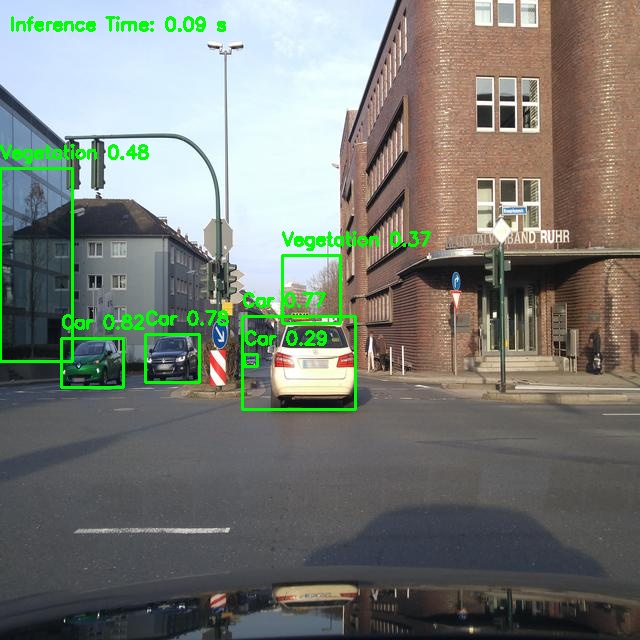 Inference Time: 0.09 s
Vegetation 0.48
Vegetation 0.37
BAND RUHR
Car 0.77
Car 0.82
Car 0.78
Car 0.29